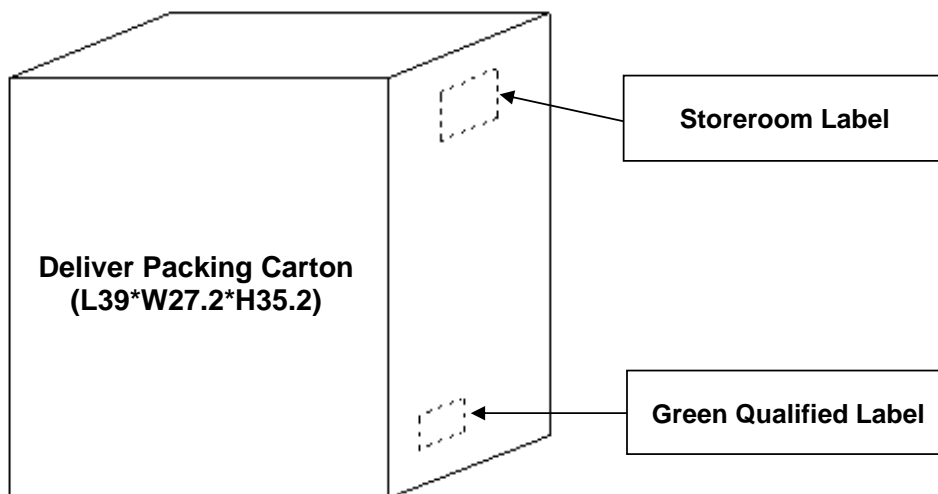 Storeroom Label
Deliver Packing Carton
(L39*W27.2*H35.2)
Green Qualified Label